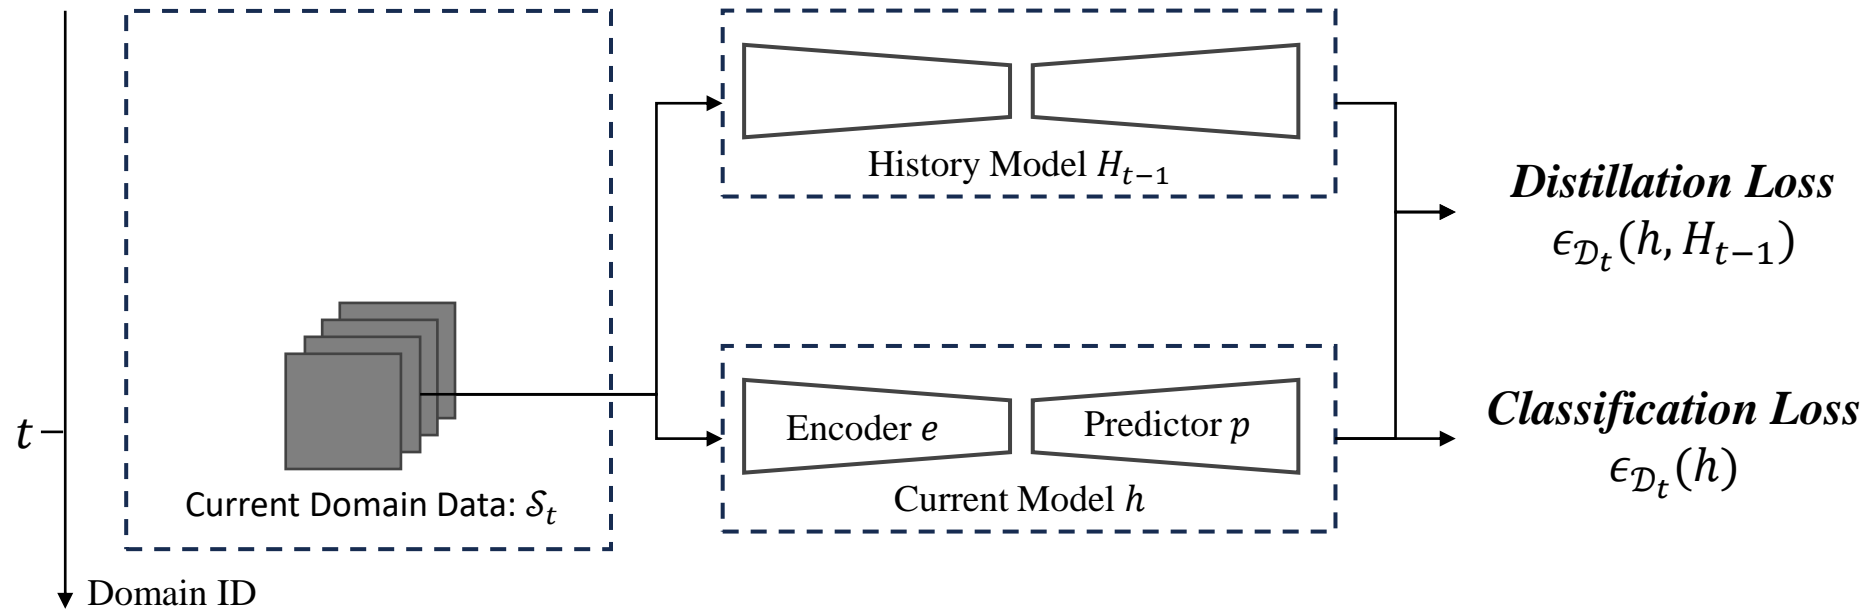 History Model $H_{t-1}$
Distillation Loss
$\epsilon_{\mathcal{D}_t}(h, H_{t-1})$
t
Encoder $e$
Predictor $p$
Classification Loss
$\epsilon_{\mathcal{D}_t}(h)$
Current Domain Data: $\mathcal{S}_t$
Current Model $h$
Domain ID